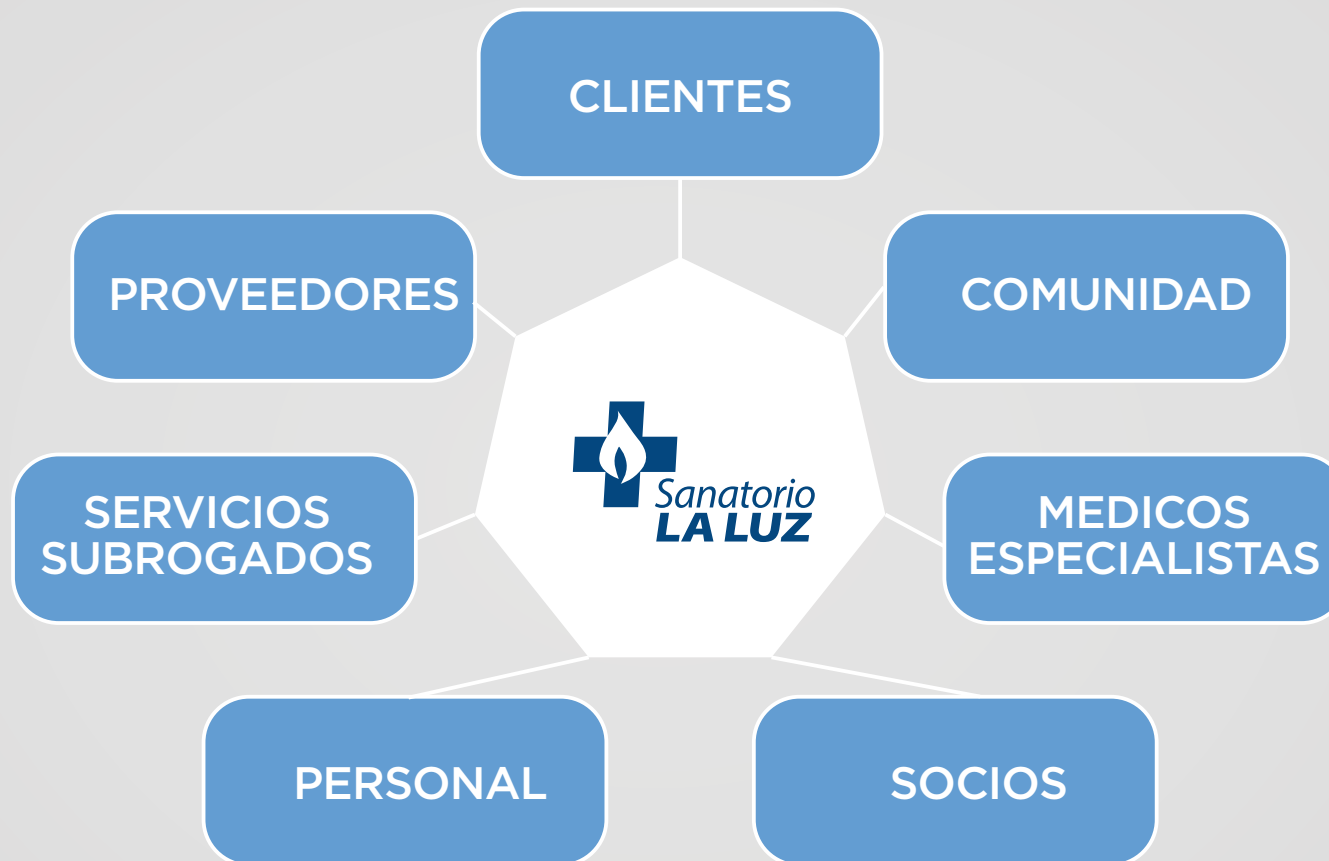 CLIENTES
PROVEEDORES
COMUNIDAD
Sanatorio
LA LUZ
SERVICIOS
SUBROGADOS
MEDICOS
ESPECIALISTAS
PERSONAL
SOCIOS